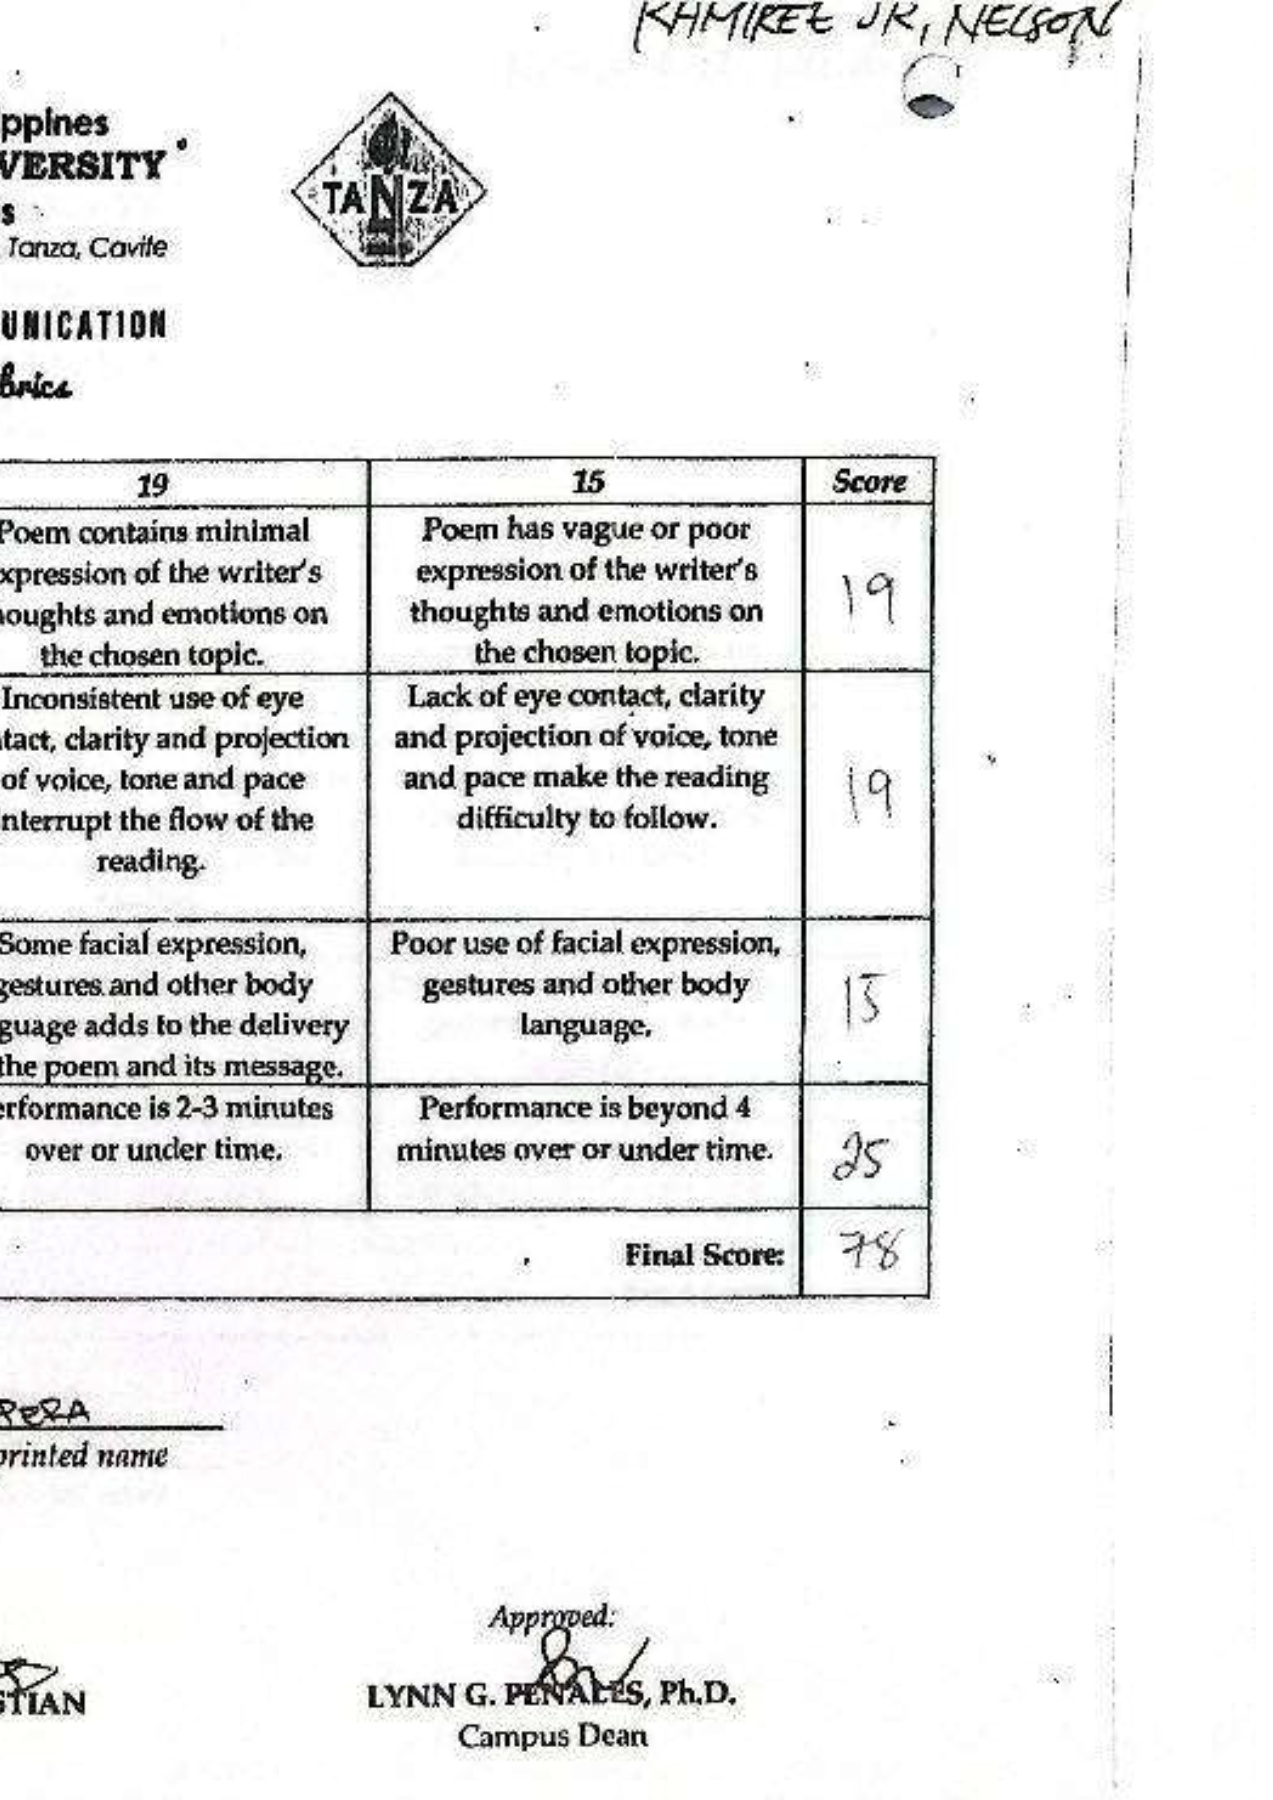 RAMIREZ JR, NELSON
ppines
VERSITY
s
Tanza, Cavite
TANZA
UNICATION
brics
19 15 Score
Poem contains minimal
xpression of the writer's
houghts and emotions on
the chosen topic.
Poem has vague or poor
expression of the writer's
thoughts and emotions on
the chosen topic.
19
Inconsistent use of eye
tact, clarity and projection
of voice, tone and pace
nterrupt the flow of the
reading.
Lack of eye contact, clarity
and projection of voice, tone
and pace make the reading
difficulty to follow.
19
Some facial expression,
gestures and other body
guage adds to the delivery
the poem and its message.
Poor use of facial expression,
gestures and other body
language.
15
erformance is 2-3 minutes
over or under time.
Performance is beyond 4
minutes over or under time.
25
Final Score: 78
PERA
printed name
Approved:
STIAN
LYNN G. PENALES, Ph.D.
Campus Dean